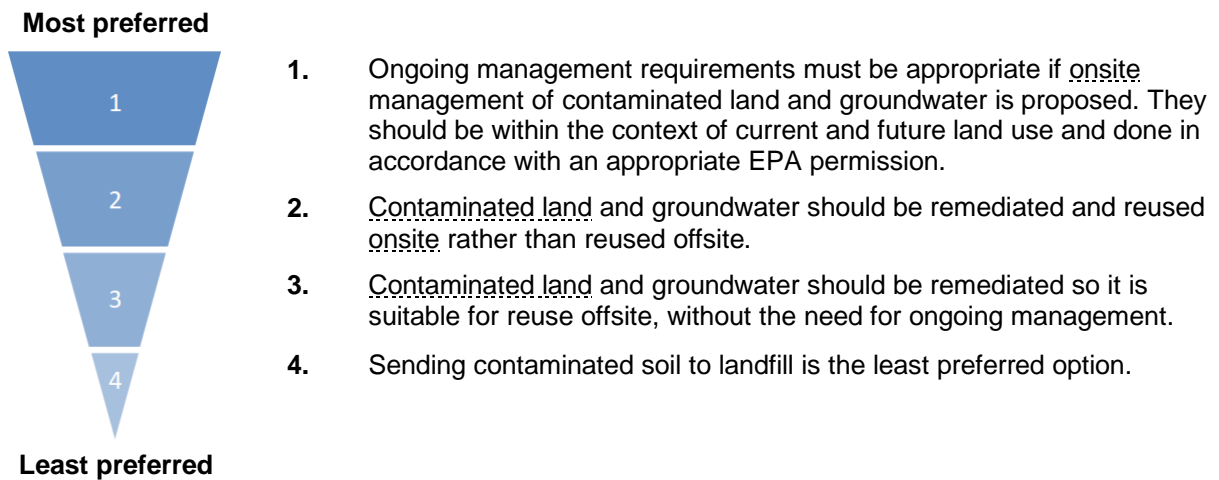 Most preferred
1
1. Ongoing management requirements must be appropriate if onsite
management of contaminated land and groundwater is proposed. They
should be within the context of current and future land use and done in
accordance with an appropriate EPA permission.
2
2. Contaminated land and groundwater should be remediated and reused
onsite rather than reused offsite.
3
3. Contaminated land and groundwater should be remediated so it is
suitable for reuse offsite, without the need for ongoing management.
4
4. Sending contaminated soil to landfill is the least preferred option.
Least preferred